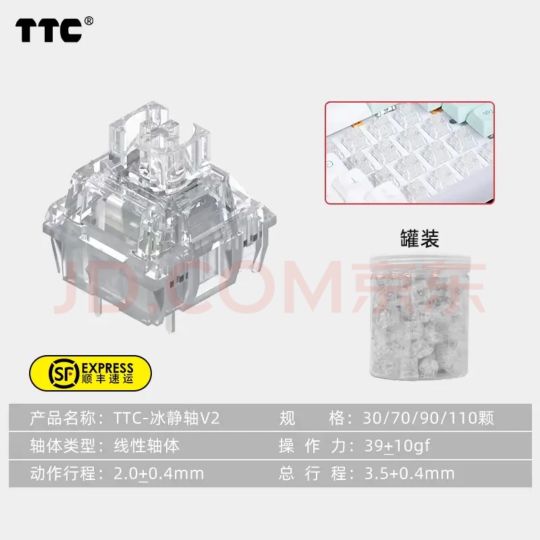 TTC®
罐装
JD.COM京东
SF EXPRESS
顺丰速运
产品名称：TTC-冰静轴V2 规 格：30/70/90/110颗
轴体类型：线性轴体 操 作 力：39±10gf
动作行程：2.0±0.4mm 总 行 程：3.5+0.4mm